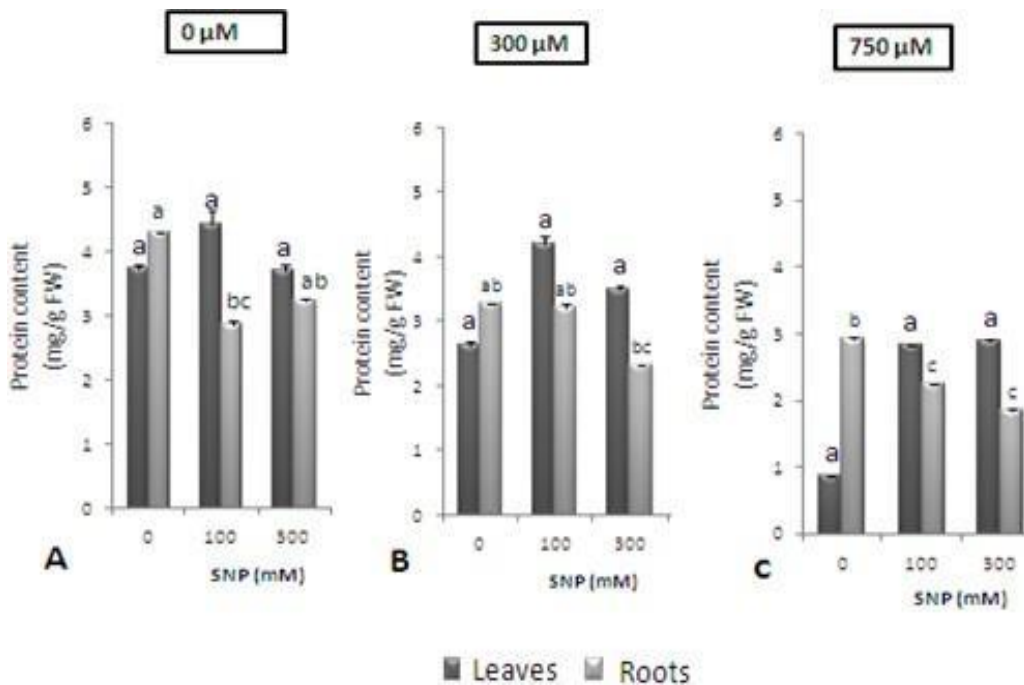 0 µM
300 µM
750 µM
Protein content
(mg/g FW)
6
5
4
3
2
1
0
a
a
a
bc
a
ab
0
100
300
A
SNP (mM)
Protein content
(mg/g FW)
6
5
4
3
2
1
0
a
ab
a
ab
a
bc
0
100
300
B
SNP (mM)
Protein content
(mg/g FW)
6
5
4
3
2
1
0
a
b
a
c
a
c
0
100
300
C
SNP (mM)
Leaves
Roots